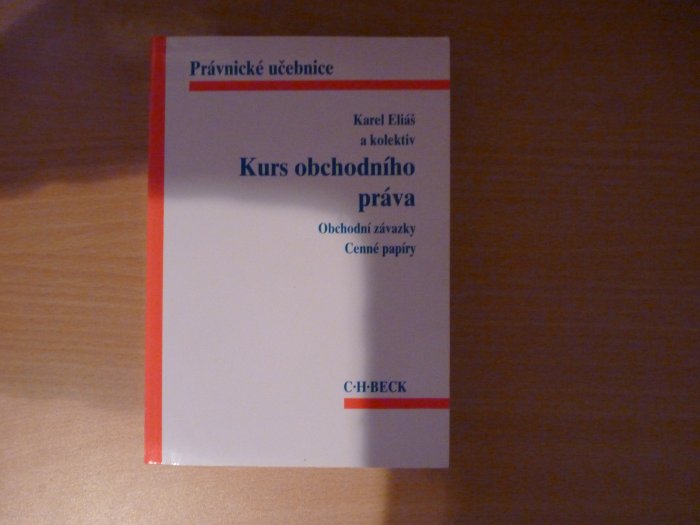 Právnické učebnice
Karel Eliáš
a kolektiv
Kurs obchodního
práva
Obchodní závazky
Cenné papíry
C·H·BECK